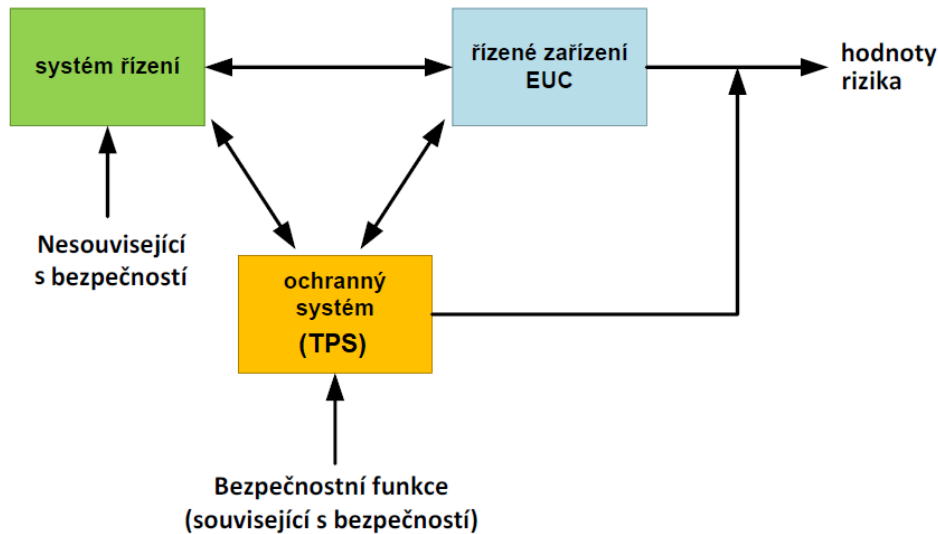 systém řízení
řízené zařízení
EUC
hodnoty
rizika
Nesouvisející
s bezpečností
ochranný
systém
(TPS)
Bezpečnostní funkce
(související s bezpečností)